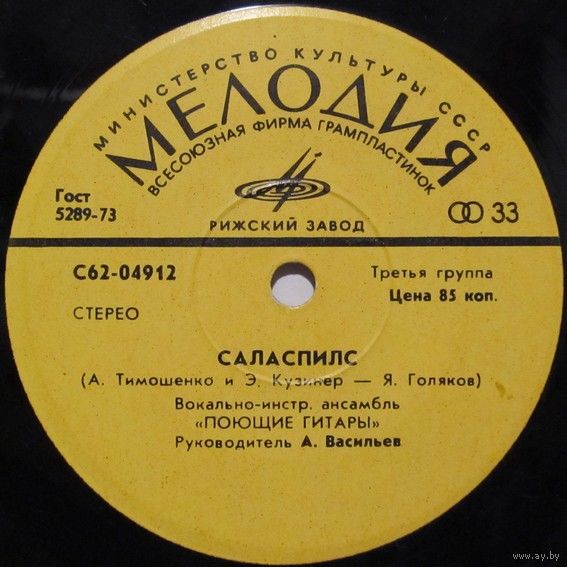 МИНИСТЕРСТВО КУЛЬТУРЫ СССР
МЕЛОДИЯ
ВСЕСОЮЗНАЯ ФИРМА ГРАМПЛАСТИНОК
Гост
5289-73
33
РИЖСКИЙ ЗАВОД
С62-04912
Третья группа
Цена 85 коп.
СТЕРЕО
САЛАСПИЛС
(А. Тимошенко и Э. Кузинер — Я. Голяков)
Вокально-инстр. ансамбль
«ПОЮЩИЕ ГИТАРЫ»
Руководитель А. Васильев
www.ay.by